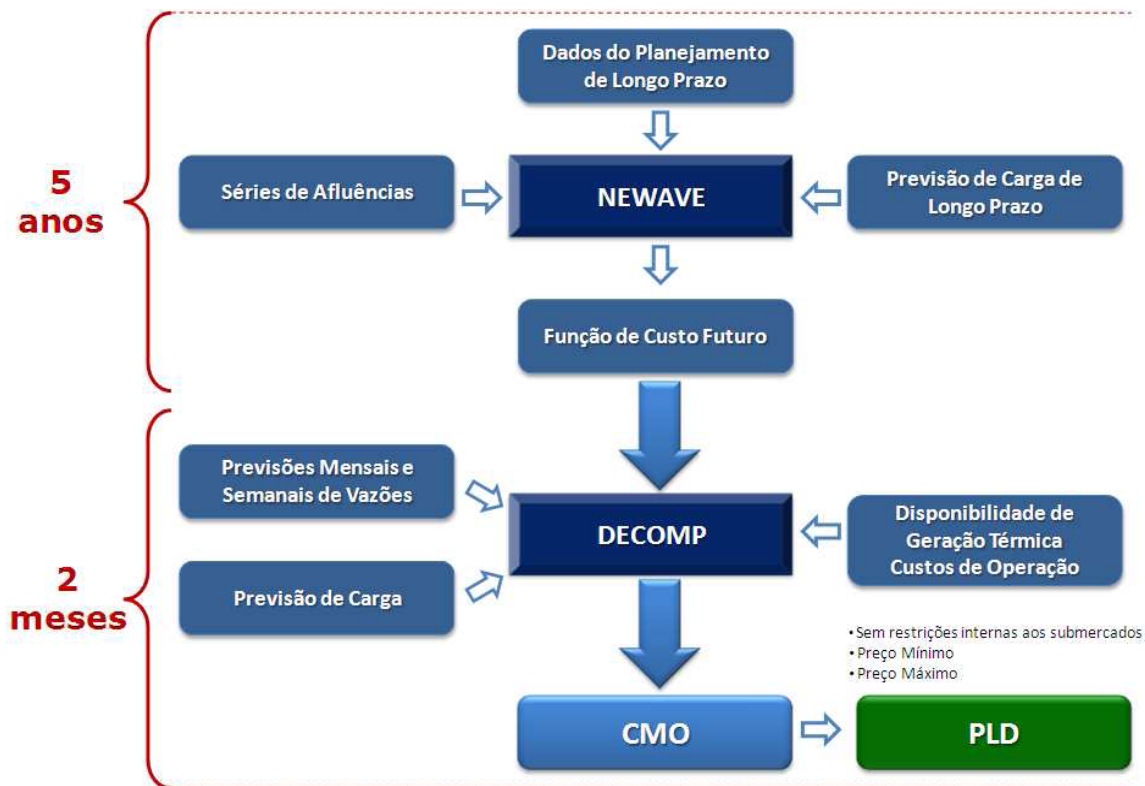 Dados do Planejamento
de Longo Prazo
5
anos
Séries de Afluências
NEWAVE
Previsão de Carga de
Longo Prazo
Função de Custo Futuro
2
meses
Previsões Mensais e
Semanais de Vazões
Previsão de Carga
DECOMP
Disponibilidade de
Geração Térmica
Custos de Operação
• Sem restrições internas aos submercados
• Preço Mínimo
• Preço Máximo
CMO
PLD